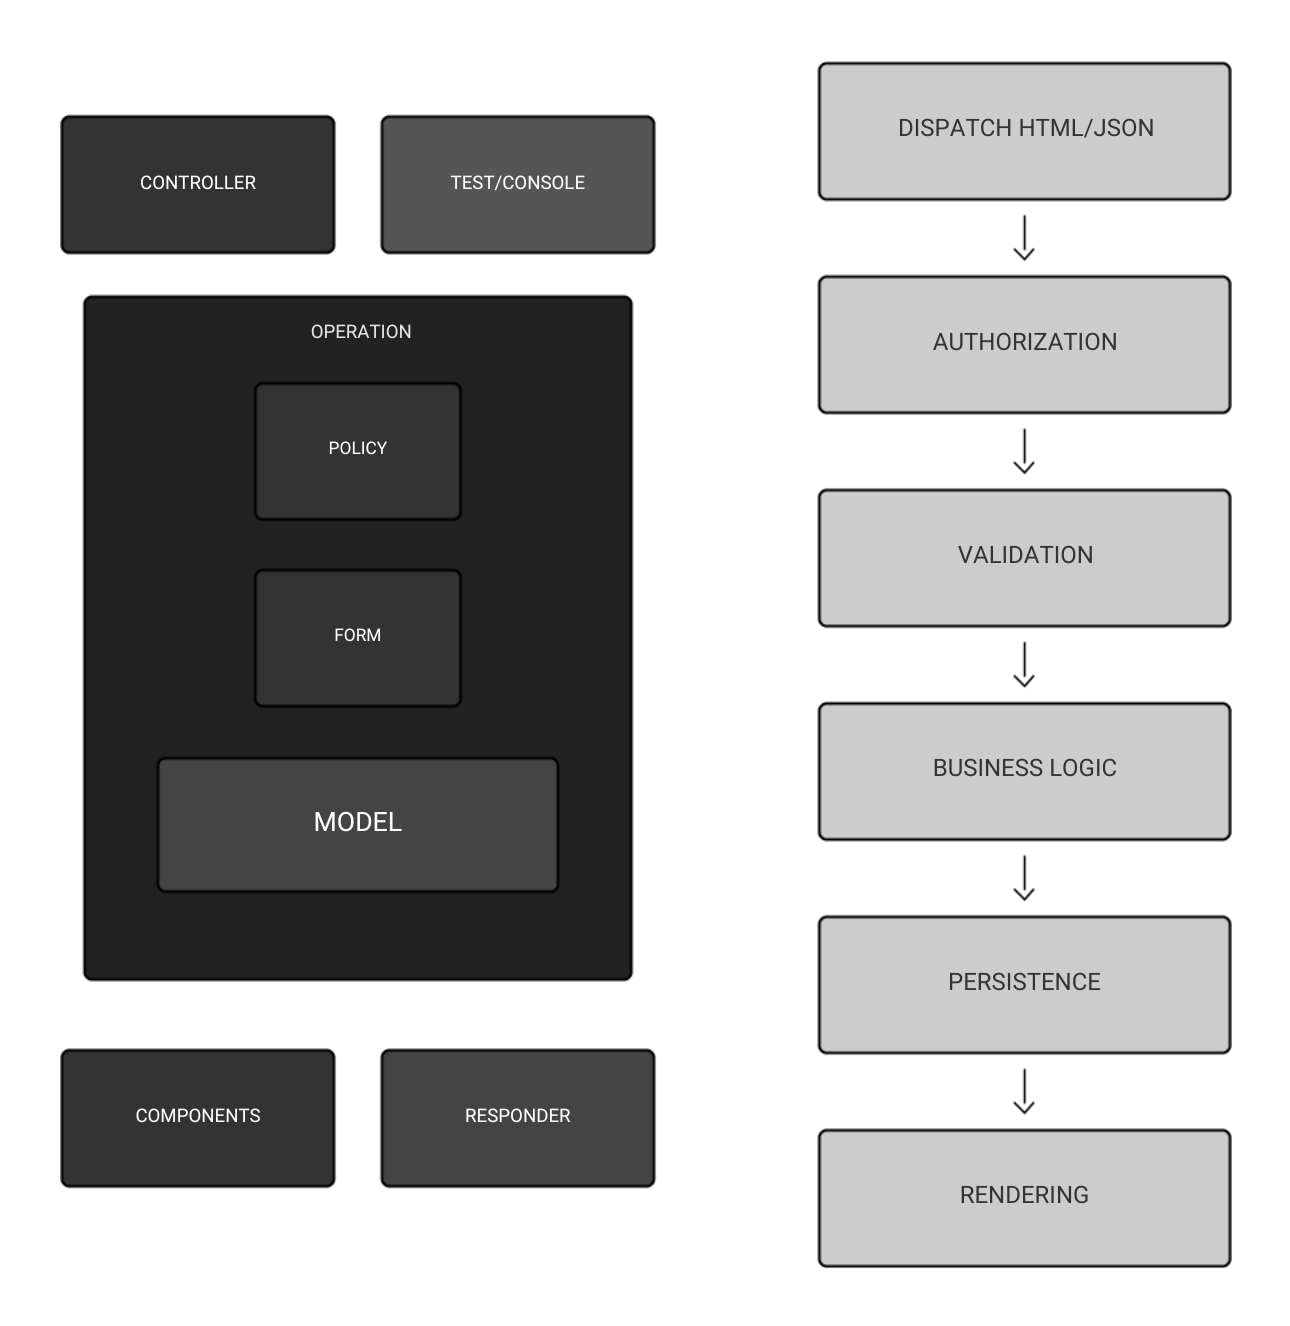 CONTROLLER
TEST/CONSOLE
OPERATION
POLICY
FORM
MODEL
COMPONENTS
RESPONDER
DISPATCH HTML/JSON
AUTHORIZATION
VALIDATION
BUSINESS LOGIC
PERSISTENCE
RENDERING